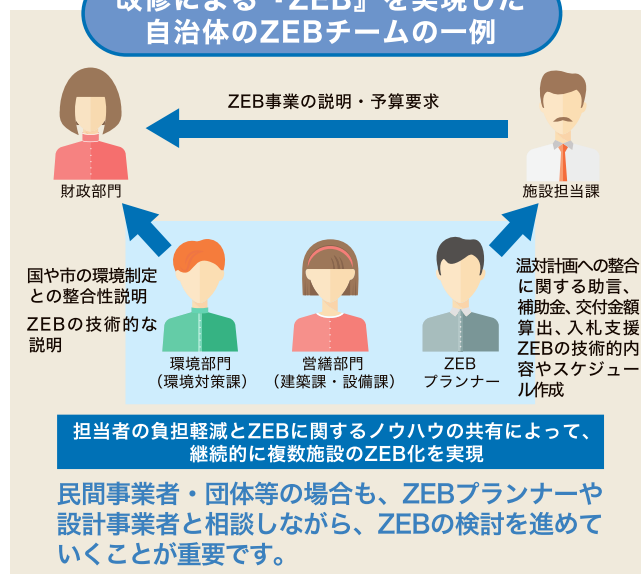 改修による『ZEB』を実現した
自治体のZEBチームの一例
ZEB事業の説明・予算要求
財政部門
施設担当課
国や市の環境制定
との整合性説明
ZEBの技術的な
説明
環境部門
（環境対策課）
営繕部門
（建築課・設備課）
ZEB
プランナー
温対計画への整合
に関する助言、
補助金、交付金額
算出、入札支援
ZEBの技術的内
容やスケジュー
ル作成
担当者の負担軽減とZEBに関するノウハウの共有によって、
継続的に複数施設のZEB化を実現
民間事業者・団体等の場合も、ZEBプランナーや
設計事業者と相談しながら、ZEBの検討を進めて
いくことが重要です。